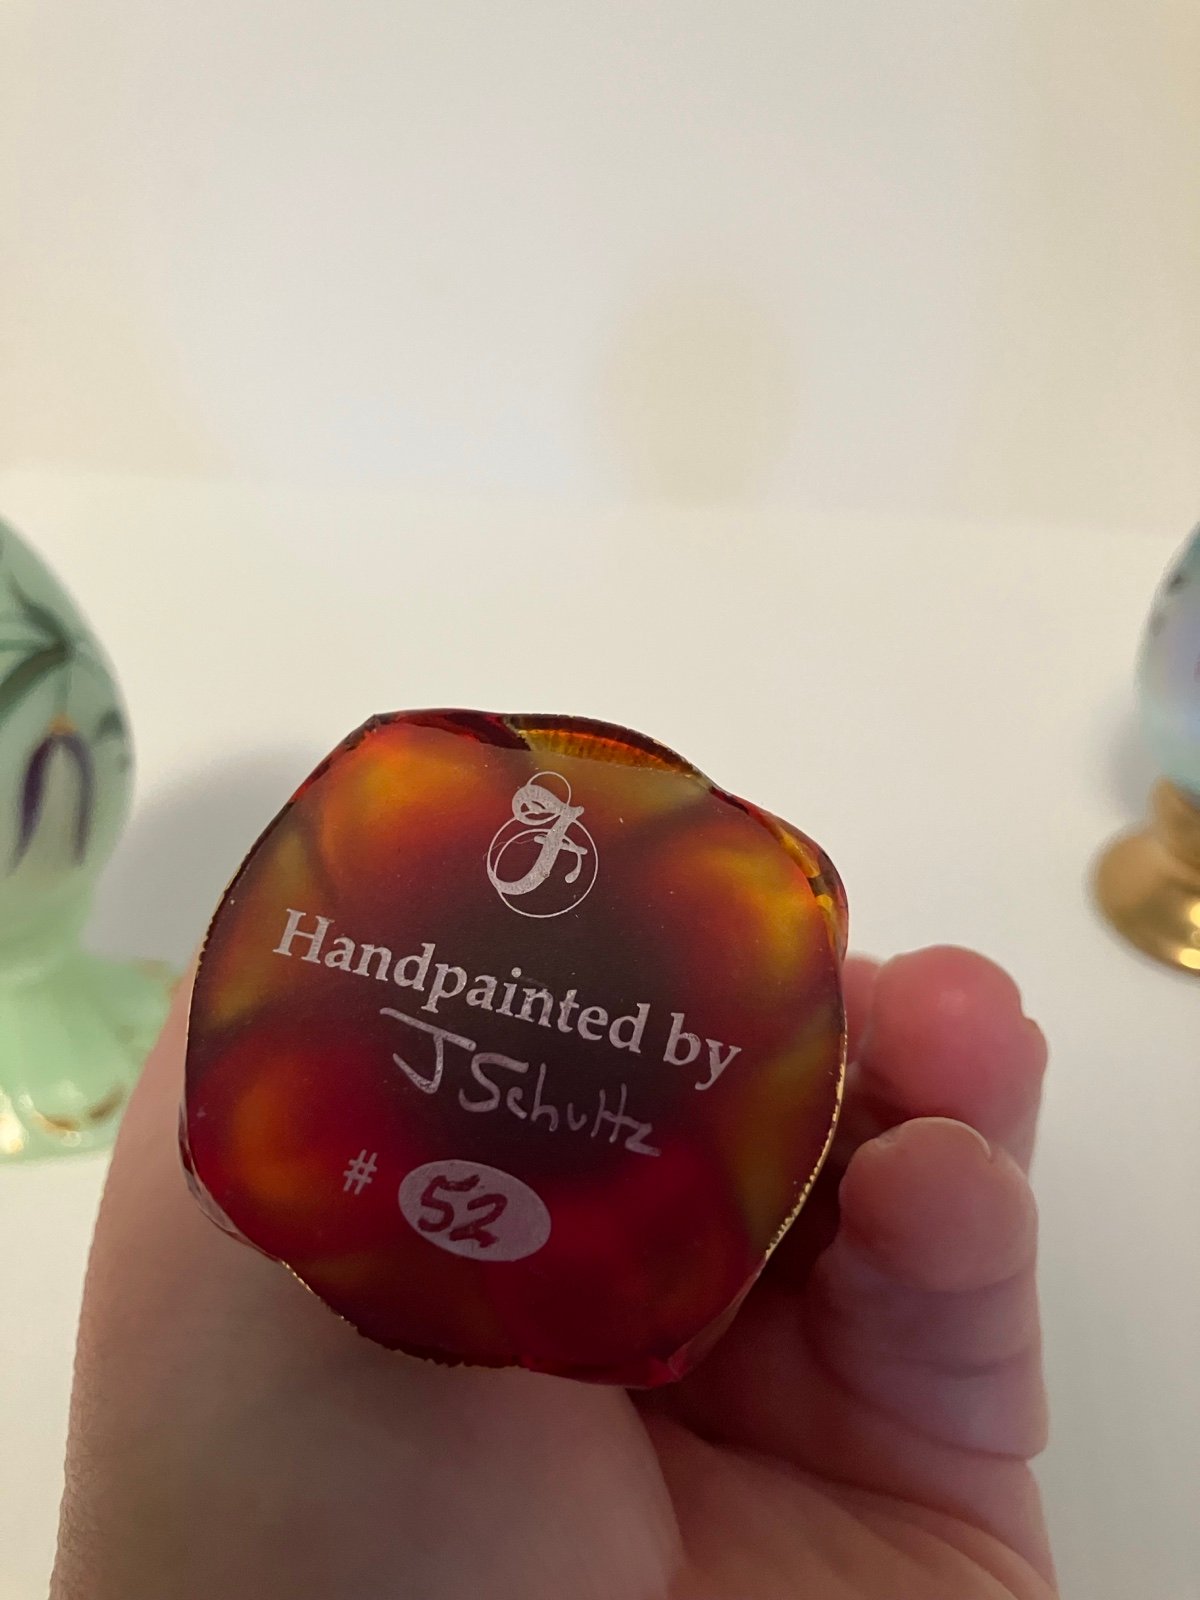 F
Handpainted by
J Schultz
# 52